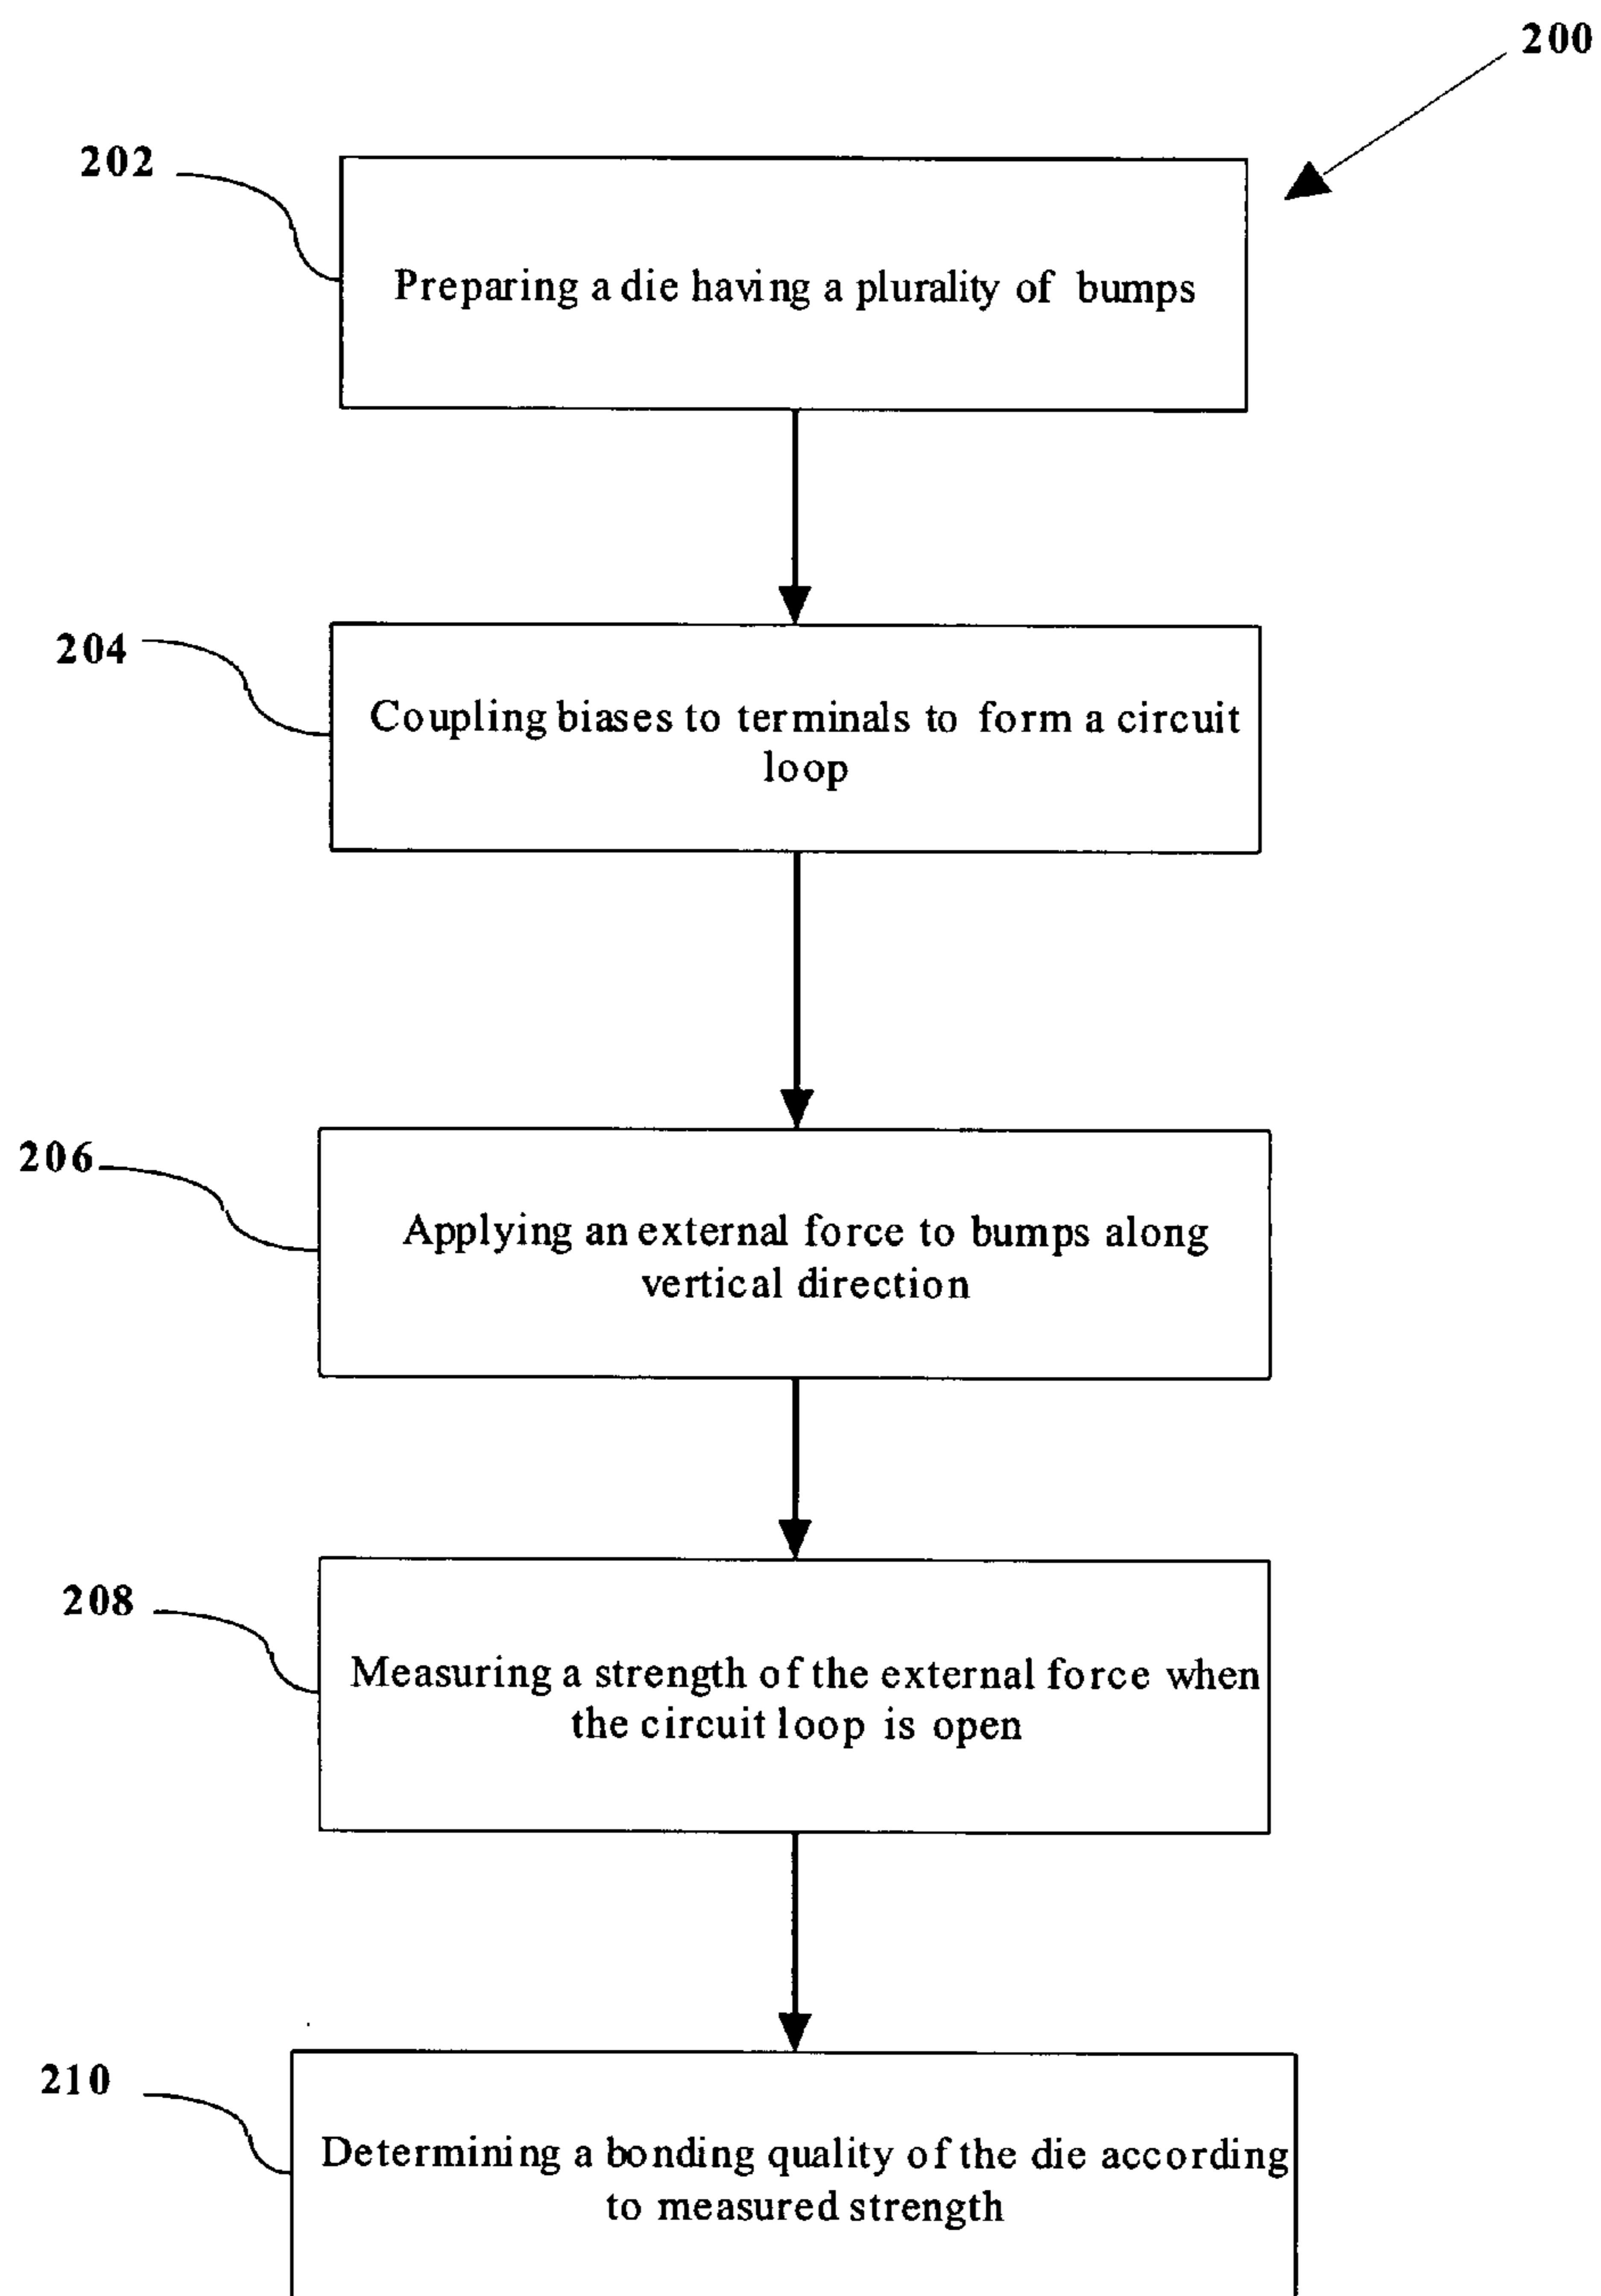 200
202
Preparing a die having a plurality of bumps
204
Coupling biases to terminals to form a circuit
loop
206
Applying an external force to bumps along
vertical direction
208
Measuring a strength of the external force when
the circuit loop is open
210
Determining a bonding quality of the die according
to measured strength